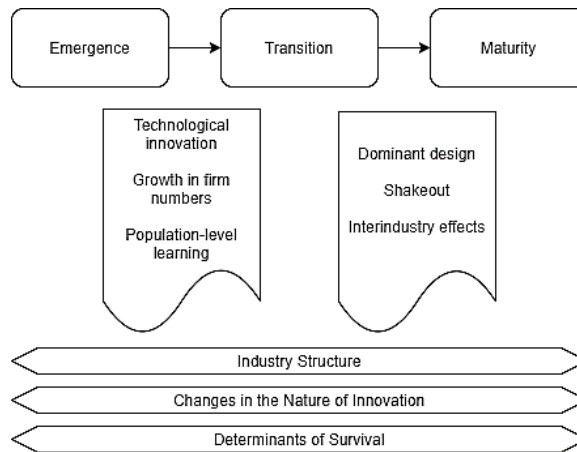 Emergence
Transition
Maturity
Technological
innovation
Growth in firm
numbers
Population-level
learning
Dominant design
Shakeout
Interindustry effects
Industry Structure
Changes in the Nature of Innovation
Determinants of Survival